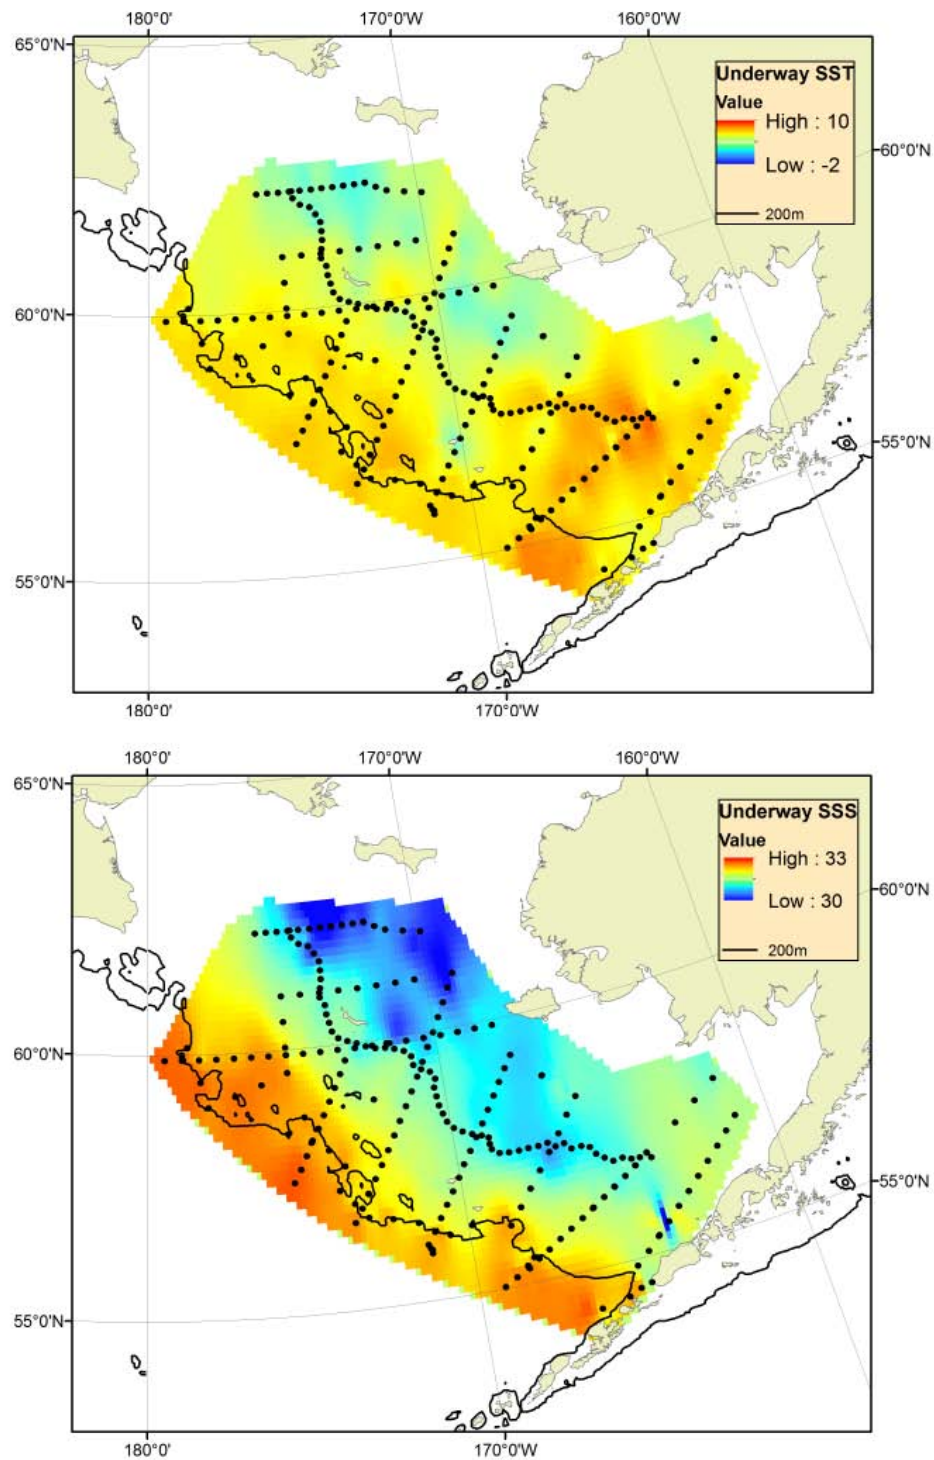 180°0' 170°0'W 160°0'W
65°0'N
Underway SST
Value
High : 10
Low : -2
200m
60°0'N
60°0'N
55°0'N
55°0'N
180°0' 170°0'W
180°0' 170°0'W 160°0'W
65°0'N
Underway SSS
Value
High : 33
Low : 30
200m
60°0'N
60°0'N
55°0'N
55°0'N
180°0' 170°0'W